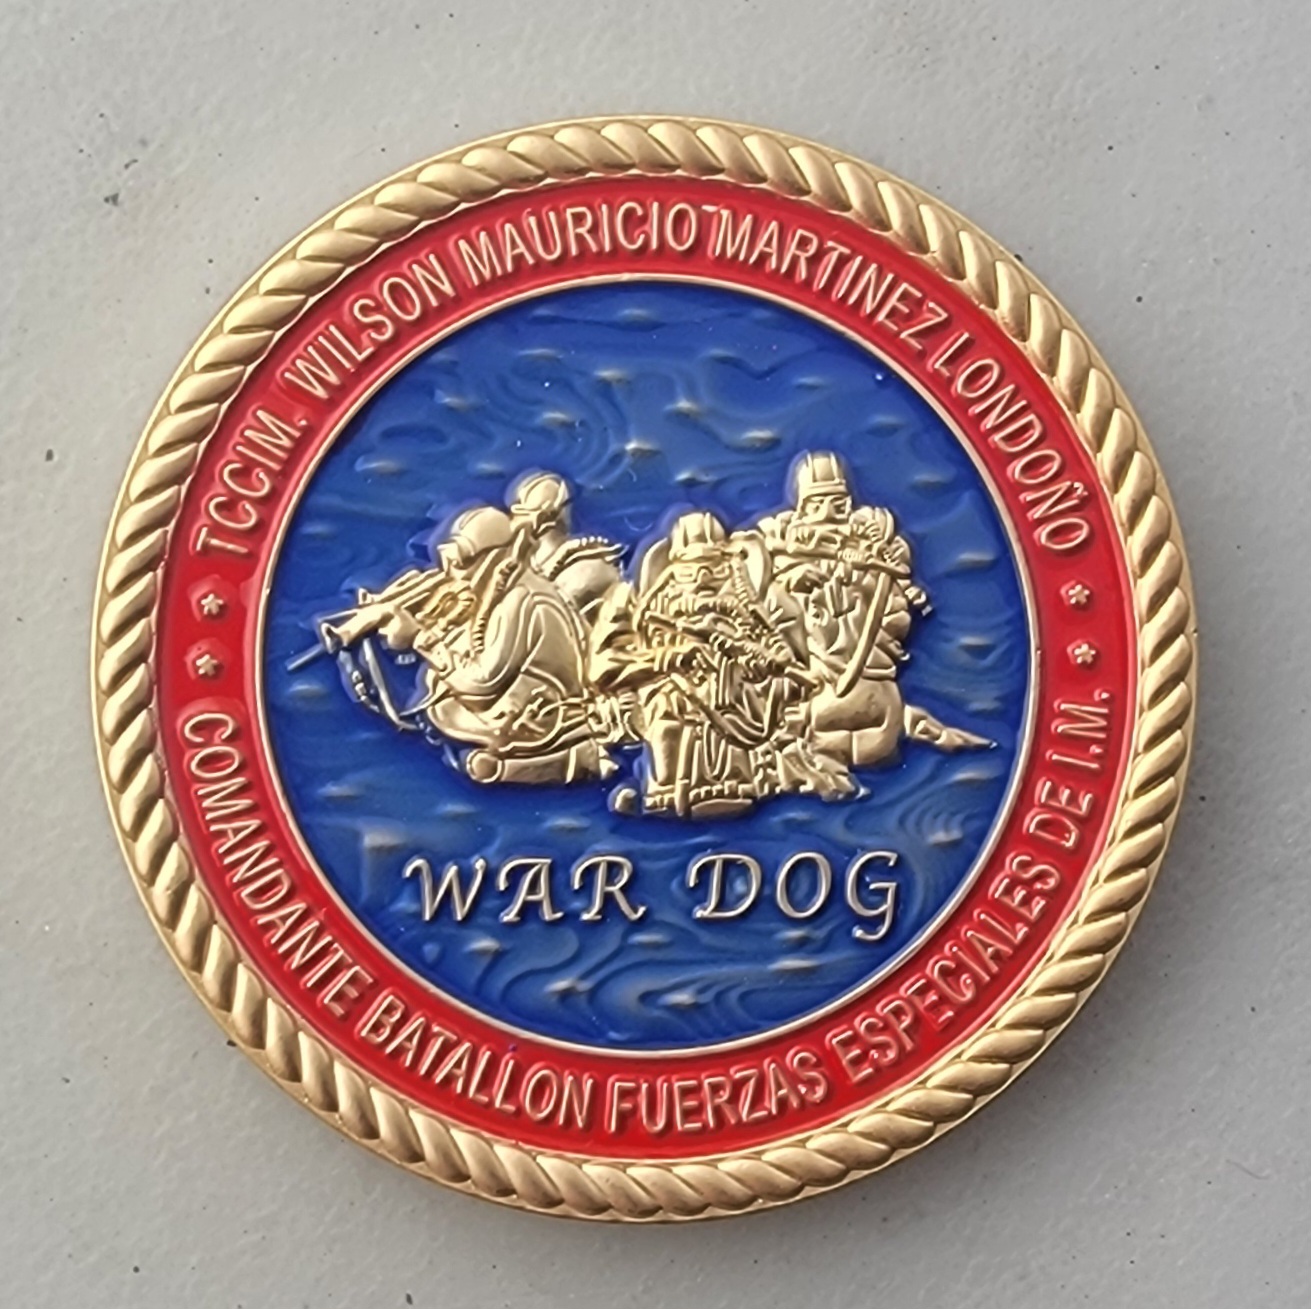 TCCIM. WILSON MAURICIO MARTINEZ LONDOÑO
WAR DOG
COMANDANTE BATALLON FUERZAS ESPECIALES DE I.M.